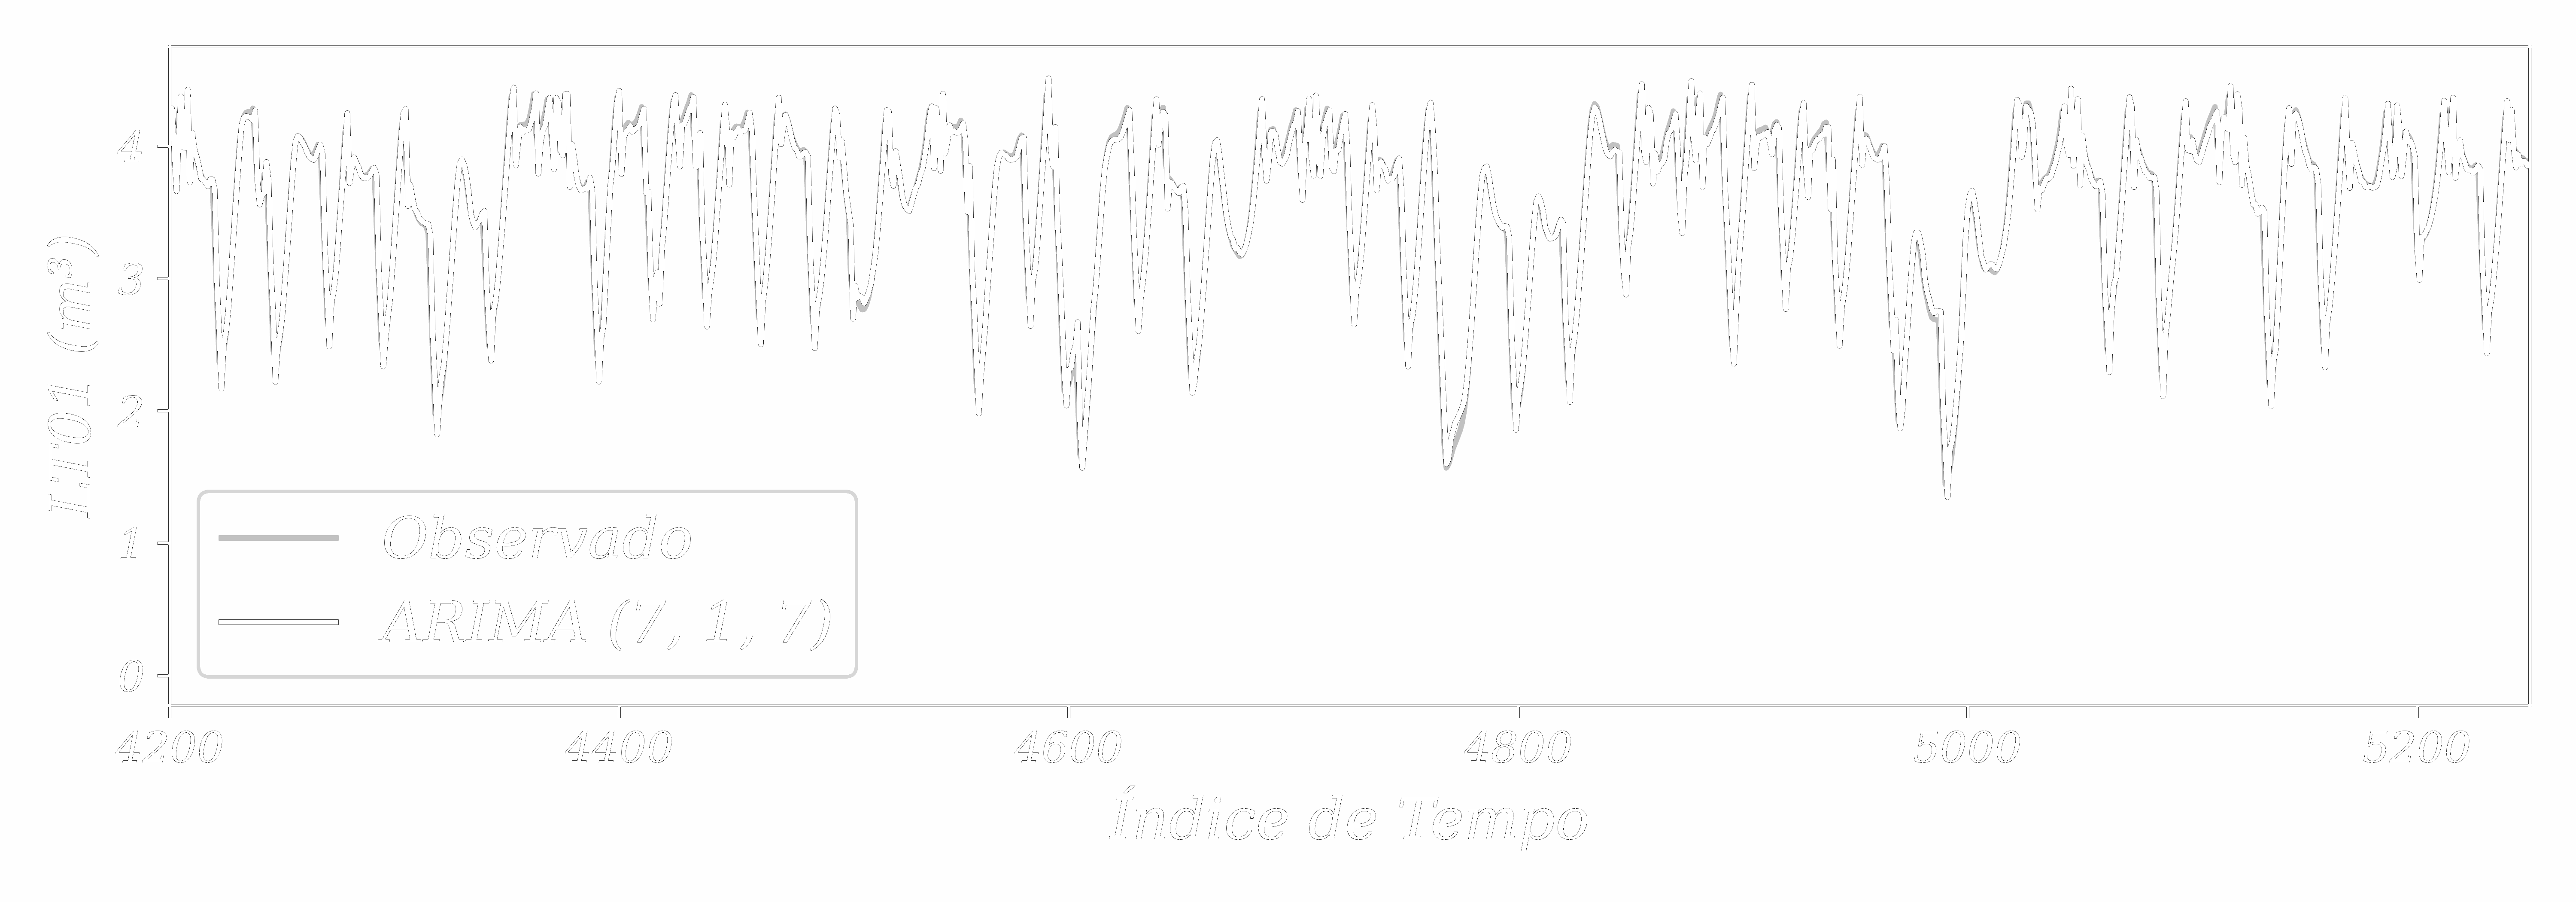 (m³)
4
3
2
1
0
Observado
ARIMA (7, 1, 7)
4200
4400
4600
4800
5000
5200
Índice de Tempo